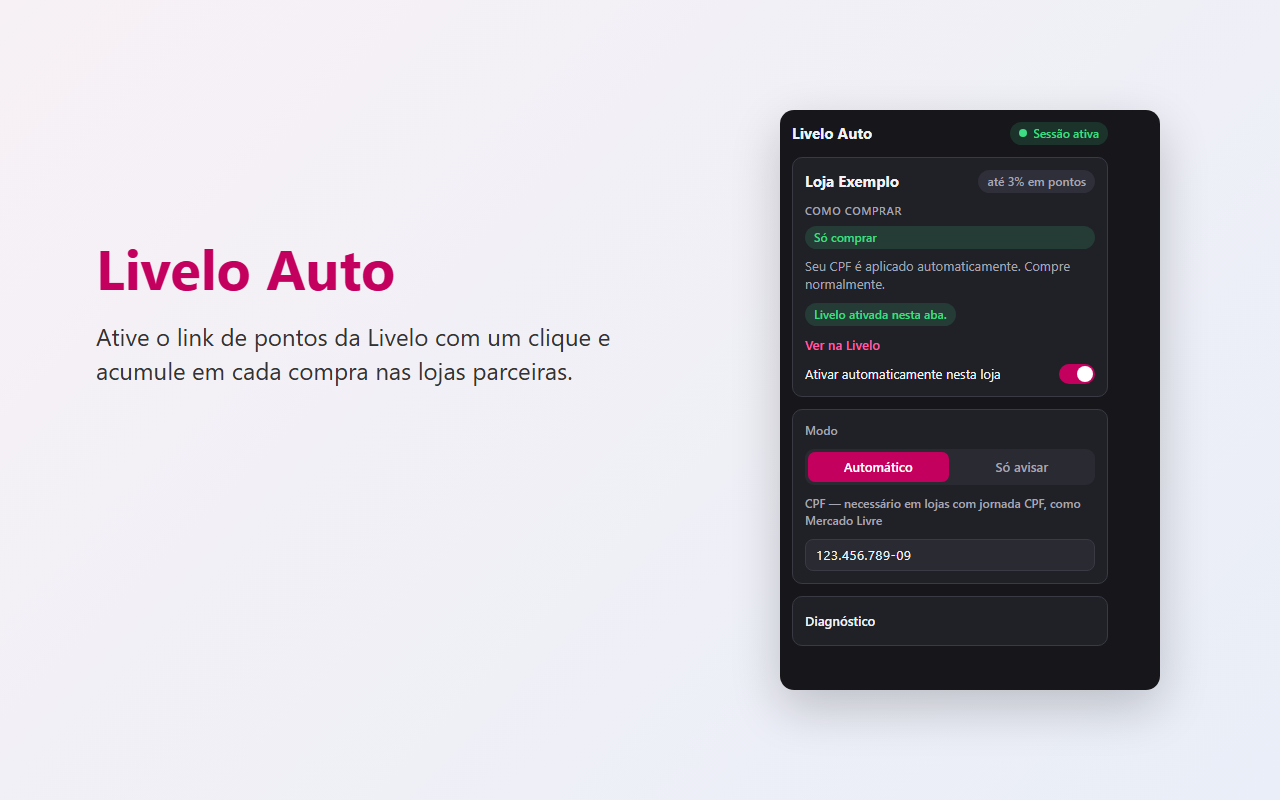 Livelo Auto
Ative o link de pontos da Livelo com um clique e
acumule em cada compra nas lojas parceiras.
Livelo Auto
Sessão ativa
Loja Exemplo
até 3% em pontos
COMO COMPRAR
Só comprar
Seu CPF é aplicado automaticamente. Compre
normalmente.
Livelo ativada nesta aba.
Ver na Livelo
Ativar automaticamente nesta loja
Modo
Automático
Só avisar
CPF — necessário em lojas com jornada CPF, como
Mercado Livre
123.456.789-09
Diagnóstico